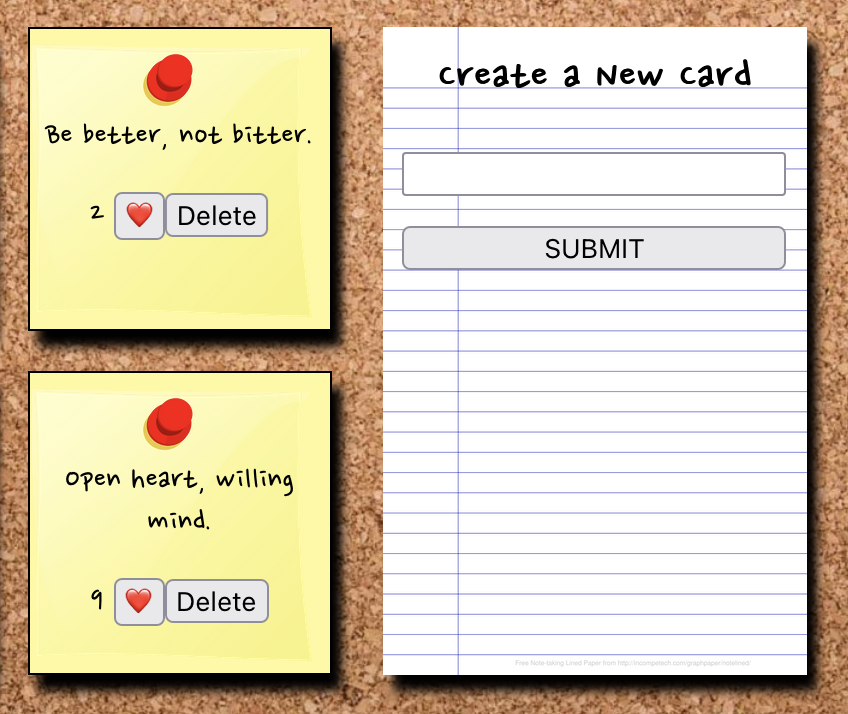 Be better, not bitter.
2 ❤️ Delete
Open heart, willing
mind.
9 ❤️ Delete
Create a New Card
SUBMIT
Free Note-taking Lined Paper from http://incompetech.com/graphpaper/notelined/